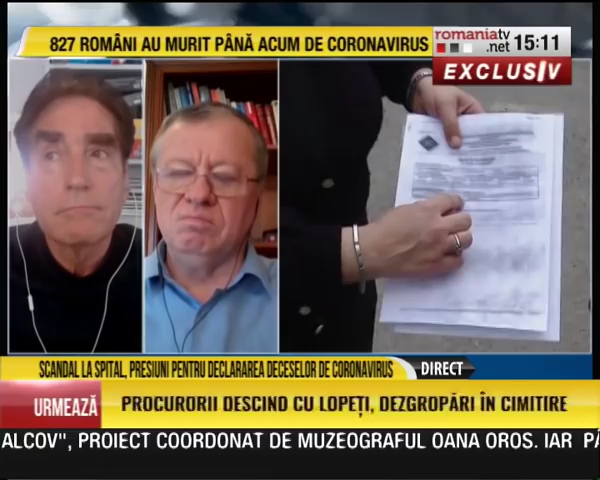 827 ROMÂNI AU MURIT PÂNĂ ACUM DE CORONAVIRUS
romaniatv
.net 15:11
EXCLUSIV
SCANDAL LA SPITAL, PRESIUNI PENTRU DECLARAREA DECESELOR DE CORONAVIRUS
DIRECT
URMEAZĂ
PROCURORII DESCIND CU LOPEȚI, DEZGROPĂRI ÎN CIMITIRE
ALCOV", PROIECT COORDONAT DE MUZEOGRAFUL OANA OROS. IAR